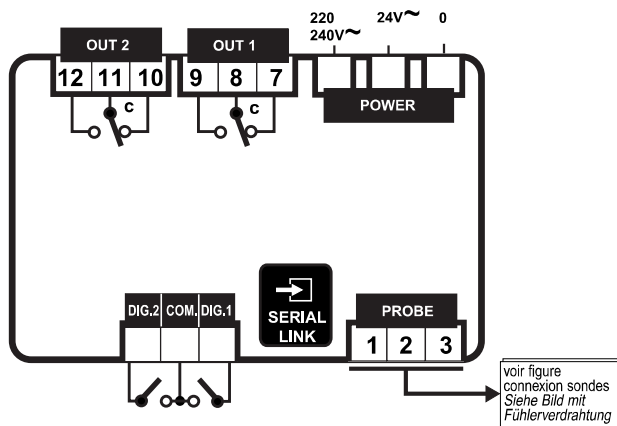 220
240V~
24V~
0
OUT 2
OUT 1
12 11 10
9 8 7
POWER
c
c
DIG.2 COM. DIG.1
SERIAL
LINK
PROBE
1 2 3
voir figure
connexion sondes
Siehe Bild mit
Fühlerverdrahtung